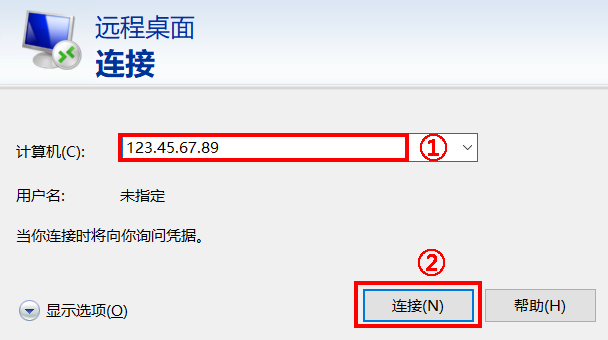 远程桌面
连接
计算机(C): 123.45.67.89 ①
用户名: 未指定
当你连接时将向你询问凭据。
②
显示选项(O) 连接(N) 帮助(H)